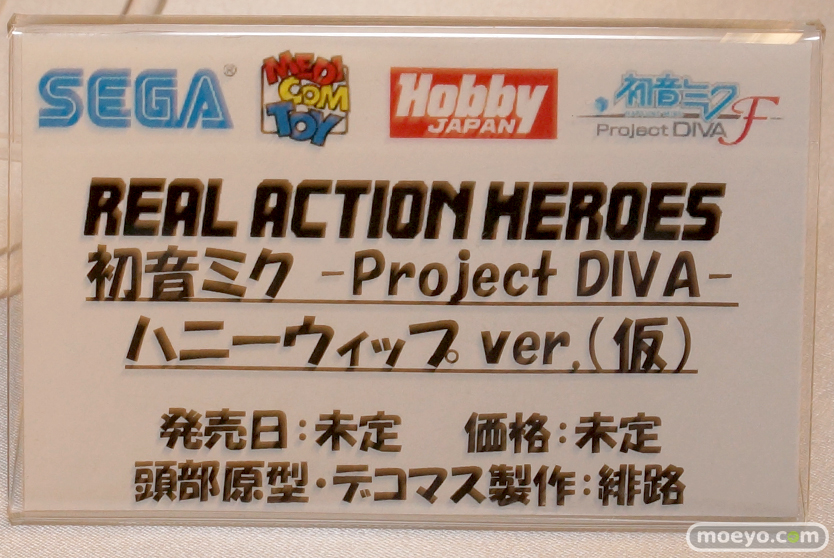 SEGA®
MEDICOM TOY
Hobby JAPAN
初音ミク Project DIVA F
REAL ACTION HEROES
初音ミク -Project DIVA-
ハニーウィップ ver.(仮)
発売日：未定　価格：未定
頭部原型・デコマス製作：緋路
moeyo.com